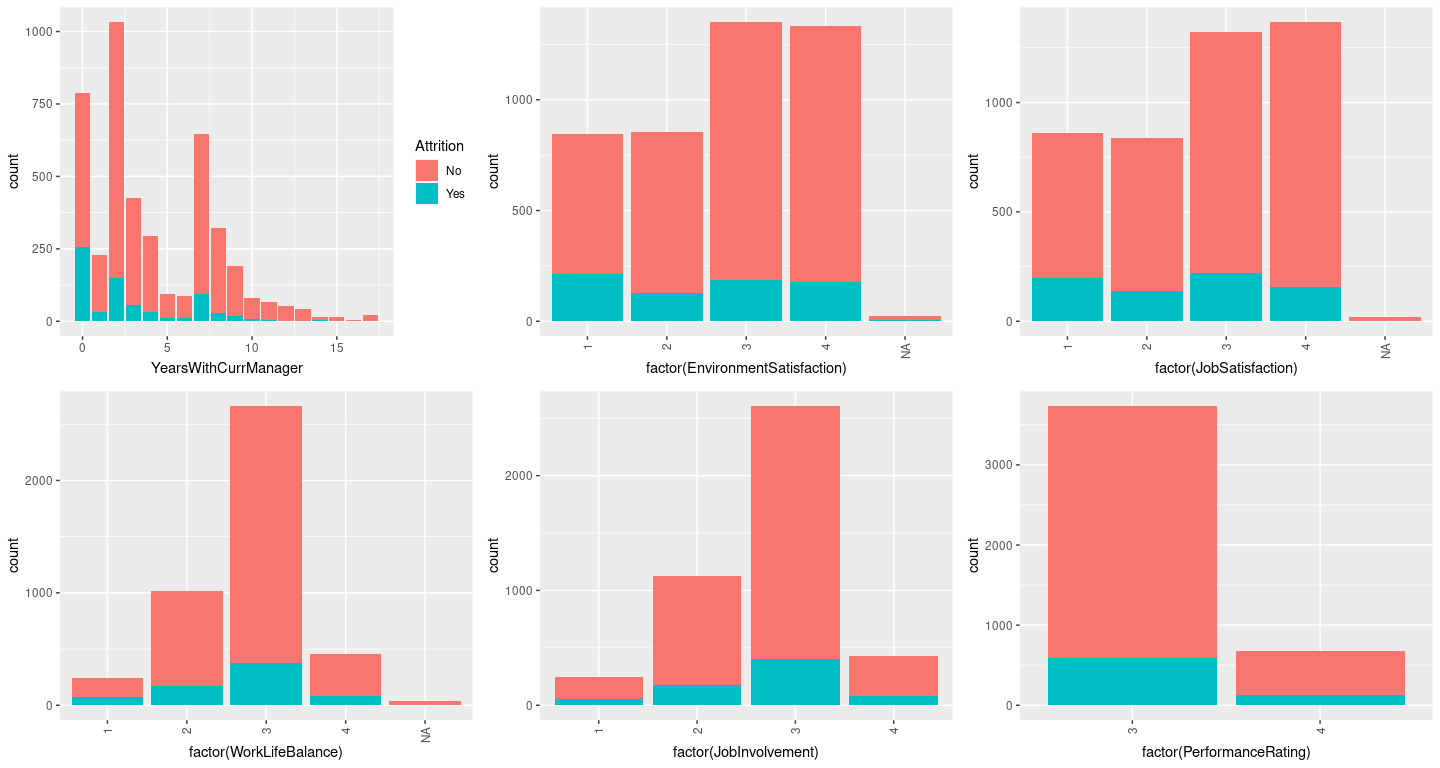 1000
750
500
250
0
count
0
5
10
15
YearsWithCurrManager
Attrition
No
Yes
1000
500
0
count
1
2
3
4
NA
factor(EnvironmentSatisfaction)
1000
500
0
count
1
2
3
4
NA
factor(JobSatisfaction)
2000
1000
0
count
1
2
3
4
NA
factor(WorkLifeBalance)
2000
1000
0
count
1
2
3
4
factor(JobInvolvement)
3000
2000
1000
0
count
3
4
factor(PerformanceRating)